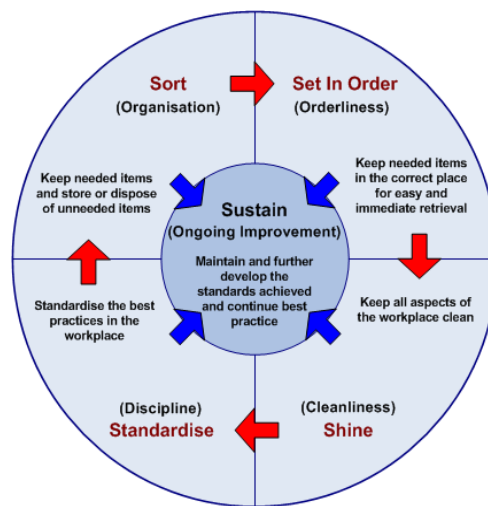 Sort
(Organisation)
Set In Order
(Orderliness)
Keep needed items
and store or dispose
of unneeded items
Keep needed items
in the correct place
for easy and
immediate retrieval
Sustain
(Ongoing Improvement)
Maintain and further
develop the
standards achieved
and continue best
practice
Standardise the best
practices in the
workplace
Keep all aspects of
the workplace clean
(Discipline)
Standardise
(Cleanliness)
Shine